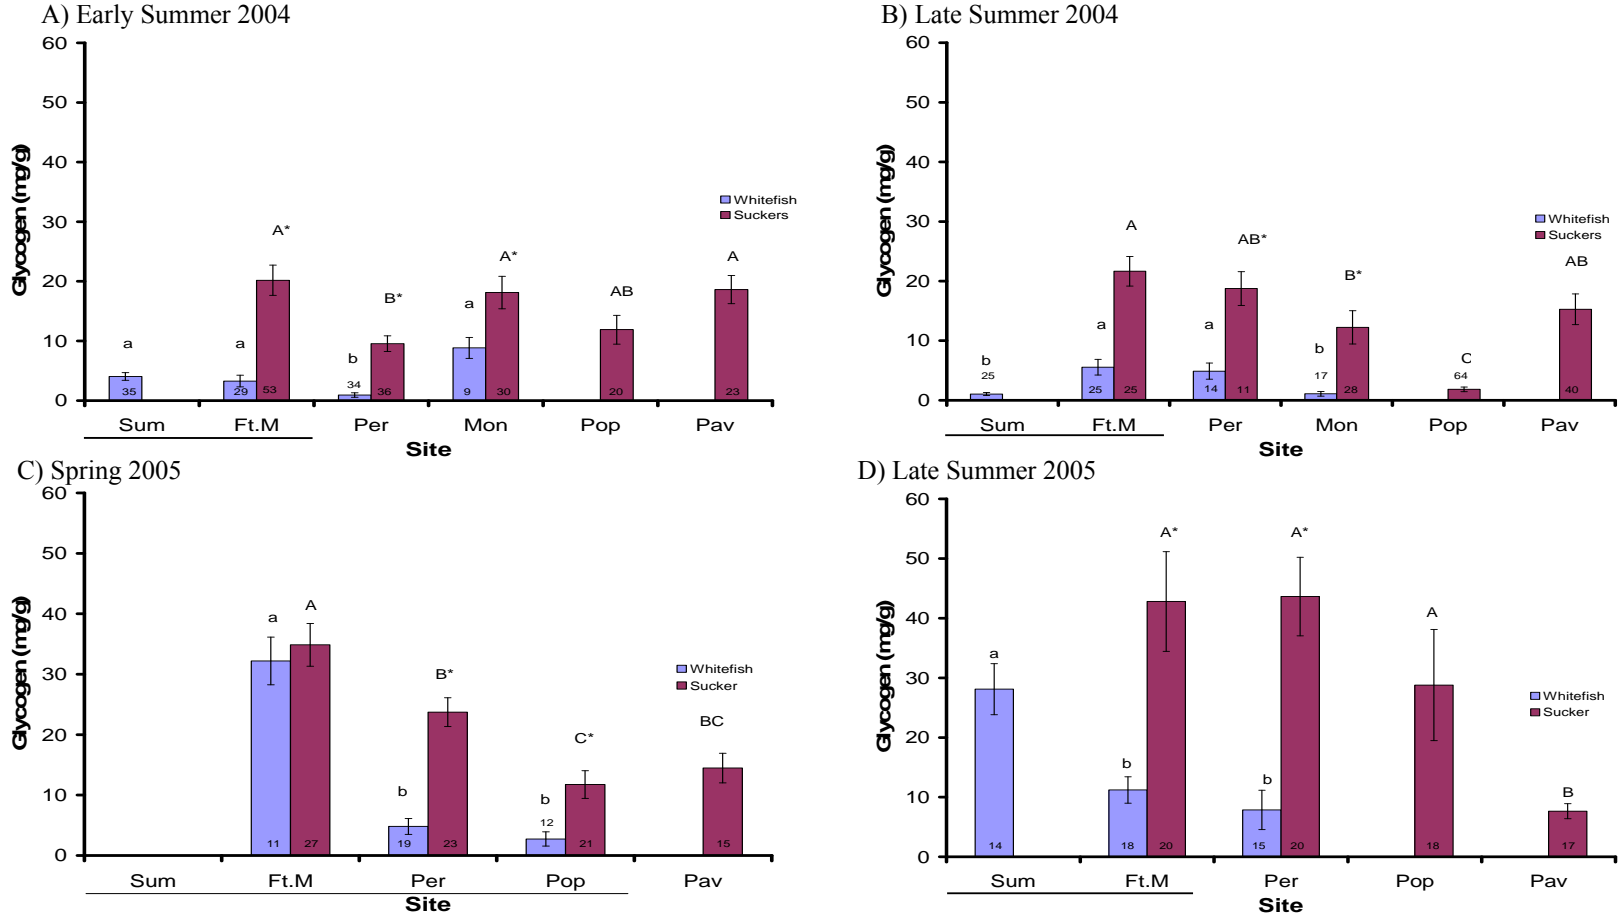 A) Early Summer 2004
60
50
40
30
20
10
0
Glycogen (mg/g)
Whitefish
Suckers
a
a
A*
b
B*
a
A*
AB
A
35
29
53
34
36
9
30
20
23
Sum Ft.M Per Mon Pop Pav
Site
B) Late Summer 2004
60
50
40
30
20
10
0
Glycogen (mg/g)
Whitefish
Suckers
b
a
A
a
AB*
b
B*
C
AB
25
25
25
14
11
17
28
64
40
Sum Ft.M Per Mon Pop Pav
Site
C) Spring 2005
60
50
40
30
20
10
0
Glycogen (mg/g)
Whitefish
Sucker
a
A
b
B*
b
C*
BC
11
27
19
23
12
21
15
Sum Ft.M Per Pop Pav
Site
D) Late Summer 2005
60
50
40
30
20
10
0
Glycogen (mg/g)
Whitefish
Sucker
a
b
A*
b
A*
A
B
14
18
20
15
20
18
17
Sum Ft.M Per Pop Pav
Site